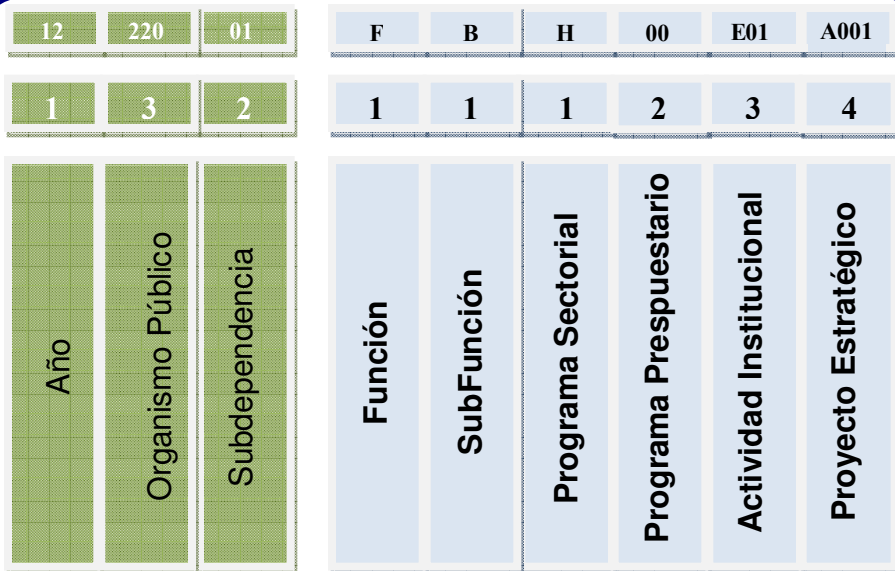 12 220 01 F B H 00 E01 A001
1 3 2 1 1 1 2 3 4
Año
Organismo Público
Subdependencia
Función
SubFunción
Programa Sectorial
Programa Prespuestario
Actividad Institucional
Proyecto Estratégico